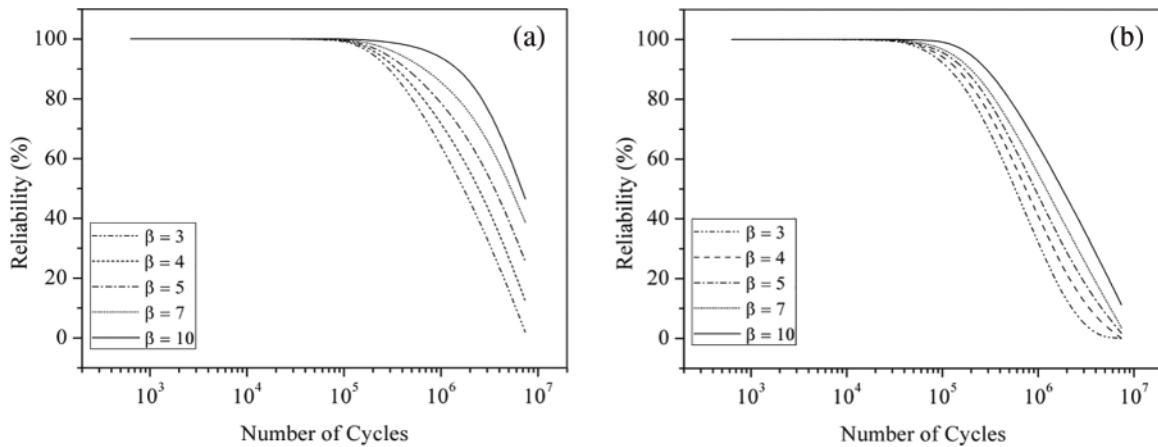 (a)
Reliability (%)
100
80
60
40
20
0
β = 3
β = 4
β = 5
β = 7
β = 10
10³ 10⁴ 10⁵ 10⁶ 10⁷
Number of Cycles
(b)
Reliability (%)
100
80
60
40
20
0
β = 3
β = 4
β = 5
β = 7
β = 10
10³ 10⁴ 10⁵ 10⁶ 10⁷
Number of Cycles